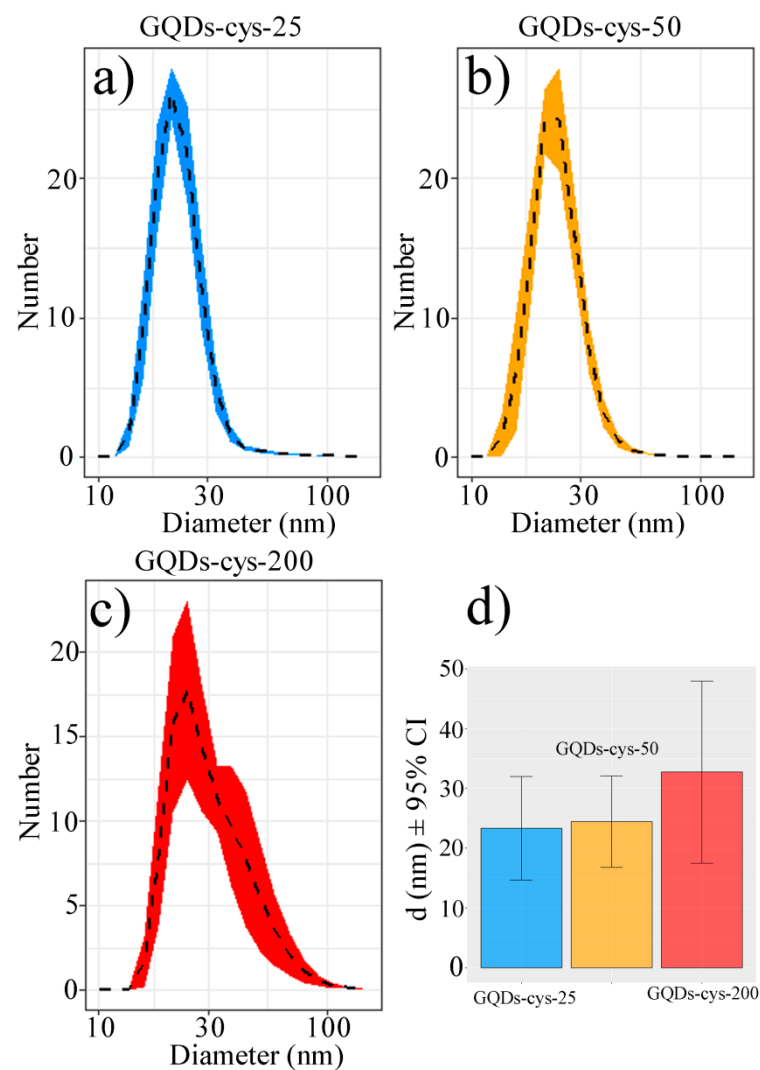 GQDs-cys-25
a)
Number
20
10
0
10 30 100
Diameter (nm)
GQDs-cys-50
b)
Number
20
10
0
10 30 100
Diameter (nm)
GQDs-cys-200
c)
Number
20
15
10
5
0
10 30 100
Diameter (nm)
d)
d (nm) ± 95% CI
50
40
30
20
10
0
GQDs-cys-50
GQDs-cys-25 GQDs-cys-200